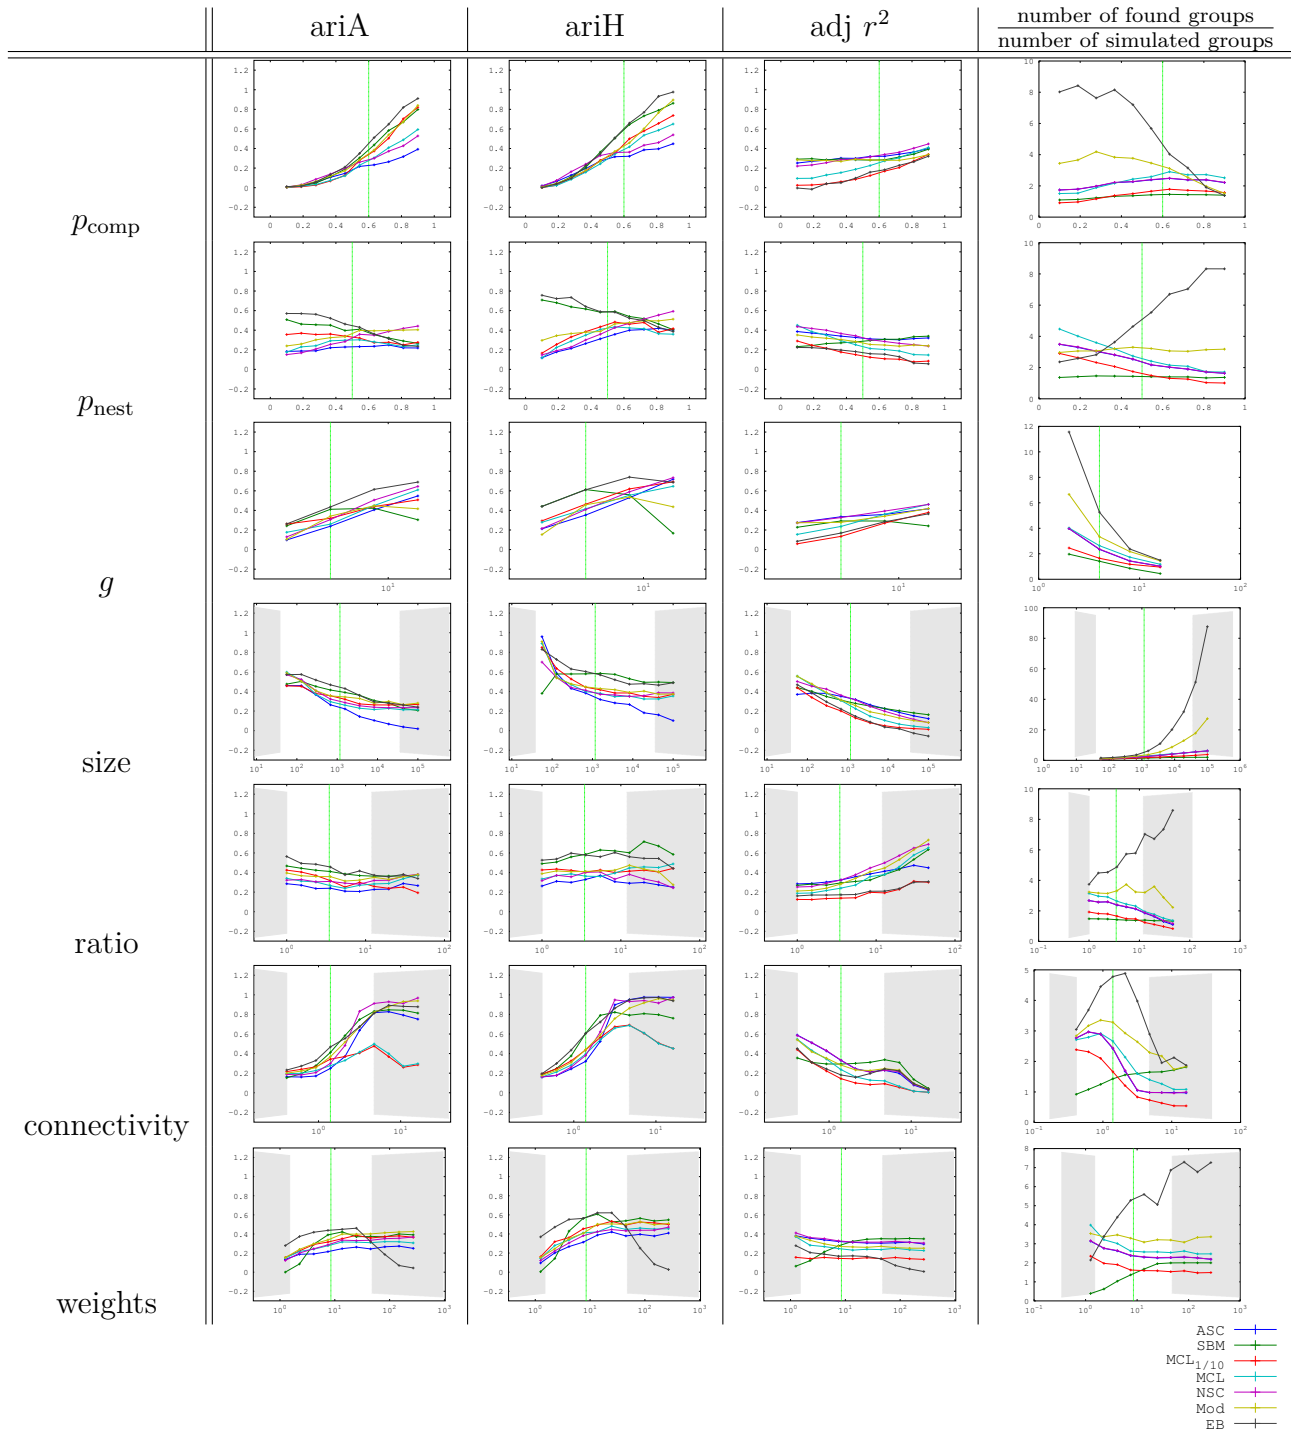 ariA ariH adj r² number of found groups
number of simulated groups
p_comp
p_nest
g
size
ratio
connectivity
weights
ASC
SBM
MCL_1/10
MCL
NSC
Mod
EB